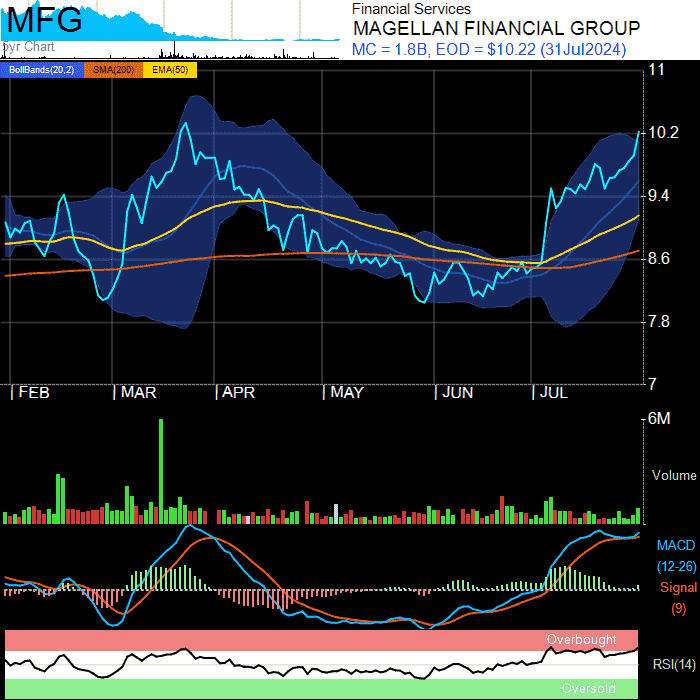 MFG
Financial Services
MAGELLAN FINANCIAL GROUP
byr Chart
MC = 1.8B, EOD = $10.22 (31Jul2024)
BollBands(20,2) SMA(200) EMA(50)
11
10.2
9.4
8.6
7.8
7
FEB MAR APR MAY JUN JUL
6M
Volume
MACD
(12-26)
Signal
(9)
Overbought
RSI(14)
Oversold